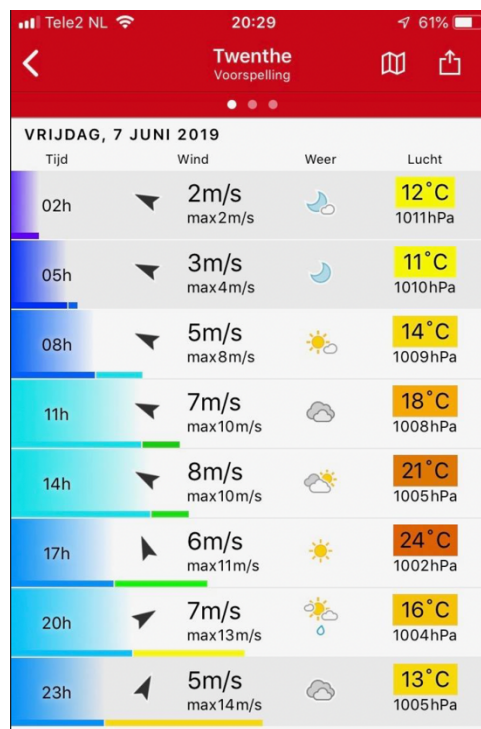 Tele2 NL 20:29 61%
Twenthe
Voorspelling
VRIJDAG, 7 JUNI 2019
Tijd Wind Weer Lucht
02h 2m/s 12°C
max2m/s 1011hPa
05h 3m/s 11°C
max4m/s 1010hPa
08h 5m/s 14°C
max8m/s 1009hPa
11h 7m/s 18°C
max10m/s 1008hPa
14h 8m/s 21°C
max10m/s 1005hPa
17h 6m/s 24°C
max11m/s 1002hPa
20h 7m/s 16°C
max13m/s 1004hPa
23h 5m/s 13°C
max14m/s 1005hPa